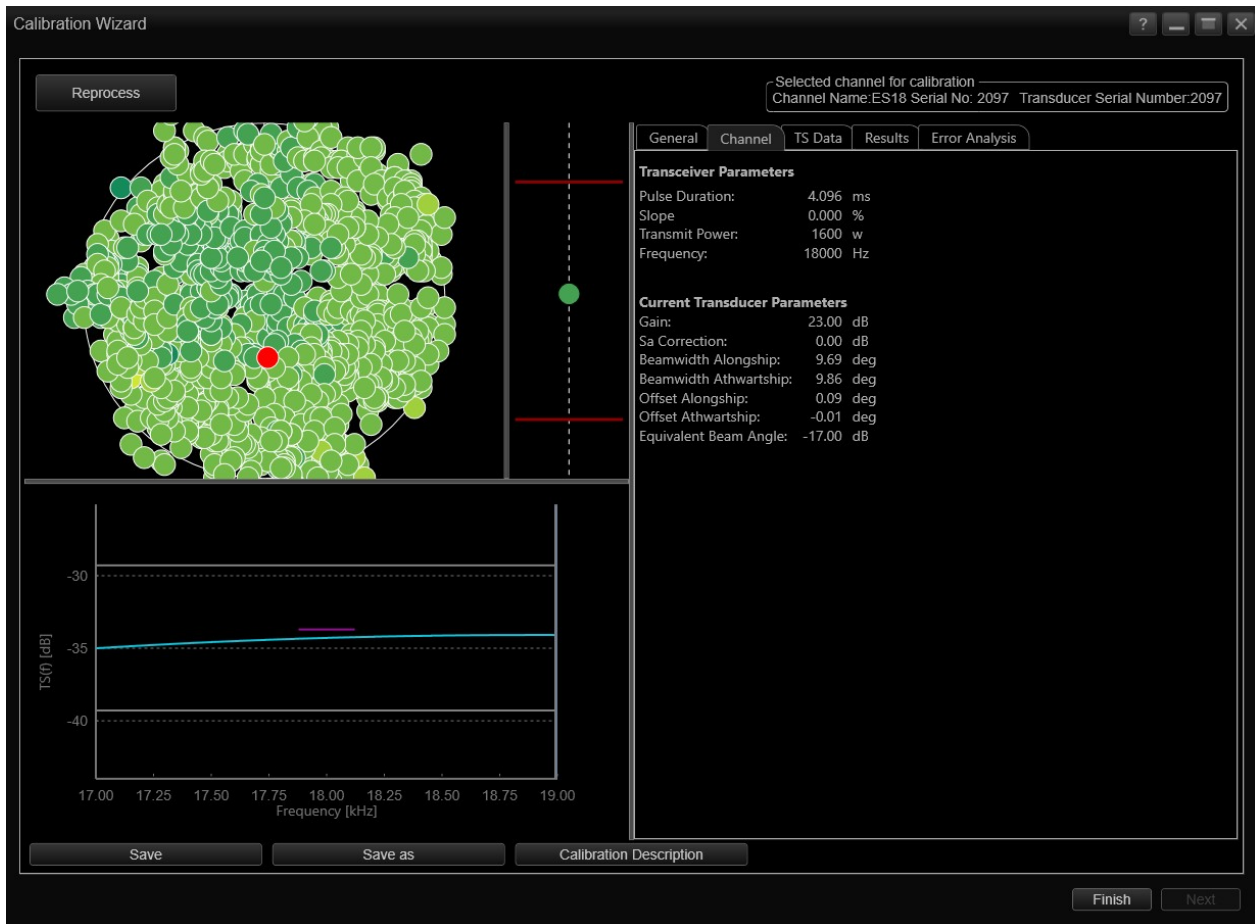 Calibration Wizard
?
Reprocess
Selected channel for calibration
Channel Name:ES18 Serial No: 2097 Transducer Serial Number:2097
General Channel TS Data Results Error Analysis
Transceiver Parameters
Pulse Duration: 4.096 ms
Slope 0.000 %
Transmit Power: 1600 w
Frequency: 18000 Hz
Current Transducer Parameters
Gain: 23.00 dB
Sa Correction: 0.00 dB
Beamwidth Alongship: 9.69 deg
Beamwidth Athwartship: 9.86 deg
Offset Alongship: 0.09 deg
Offset Athwartship: -0.01 deg
Equivalent Beam Angle: -17.00 dB
-30
-35
-40
TS(f) [dB]
17.00 17.25 17.50 17.75 18.00 18.25 18.50 18.75 19.00
Frequency [kHz]
Save Save as Calibration Description
Finish Next